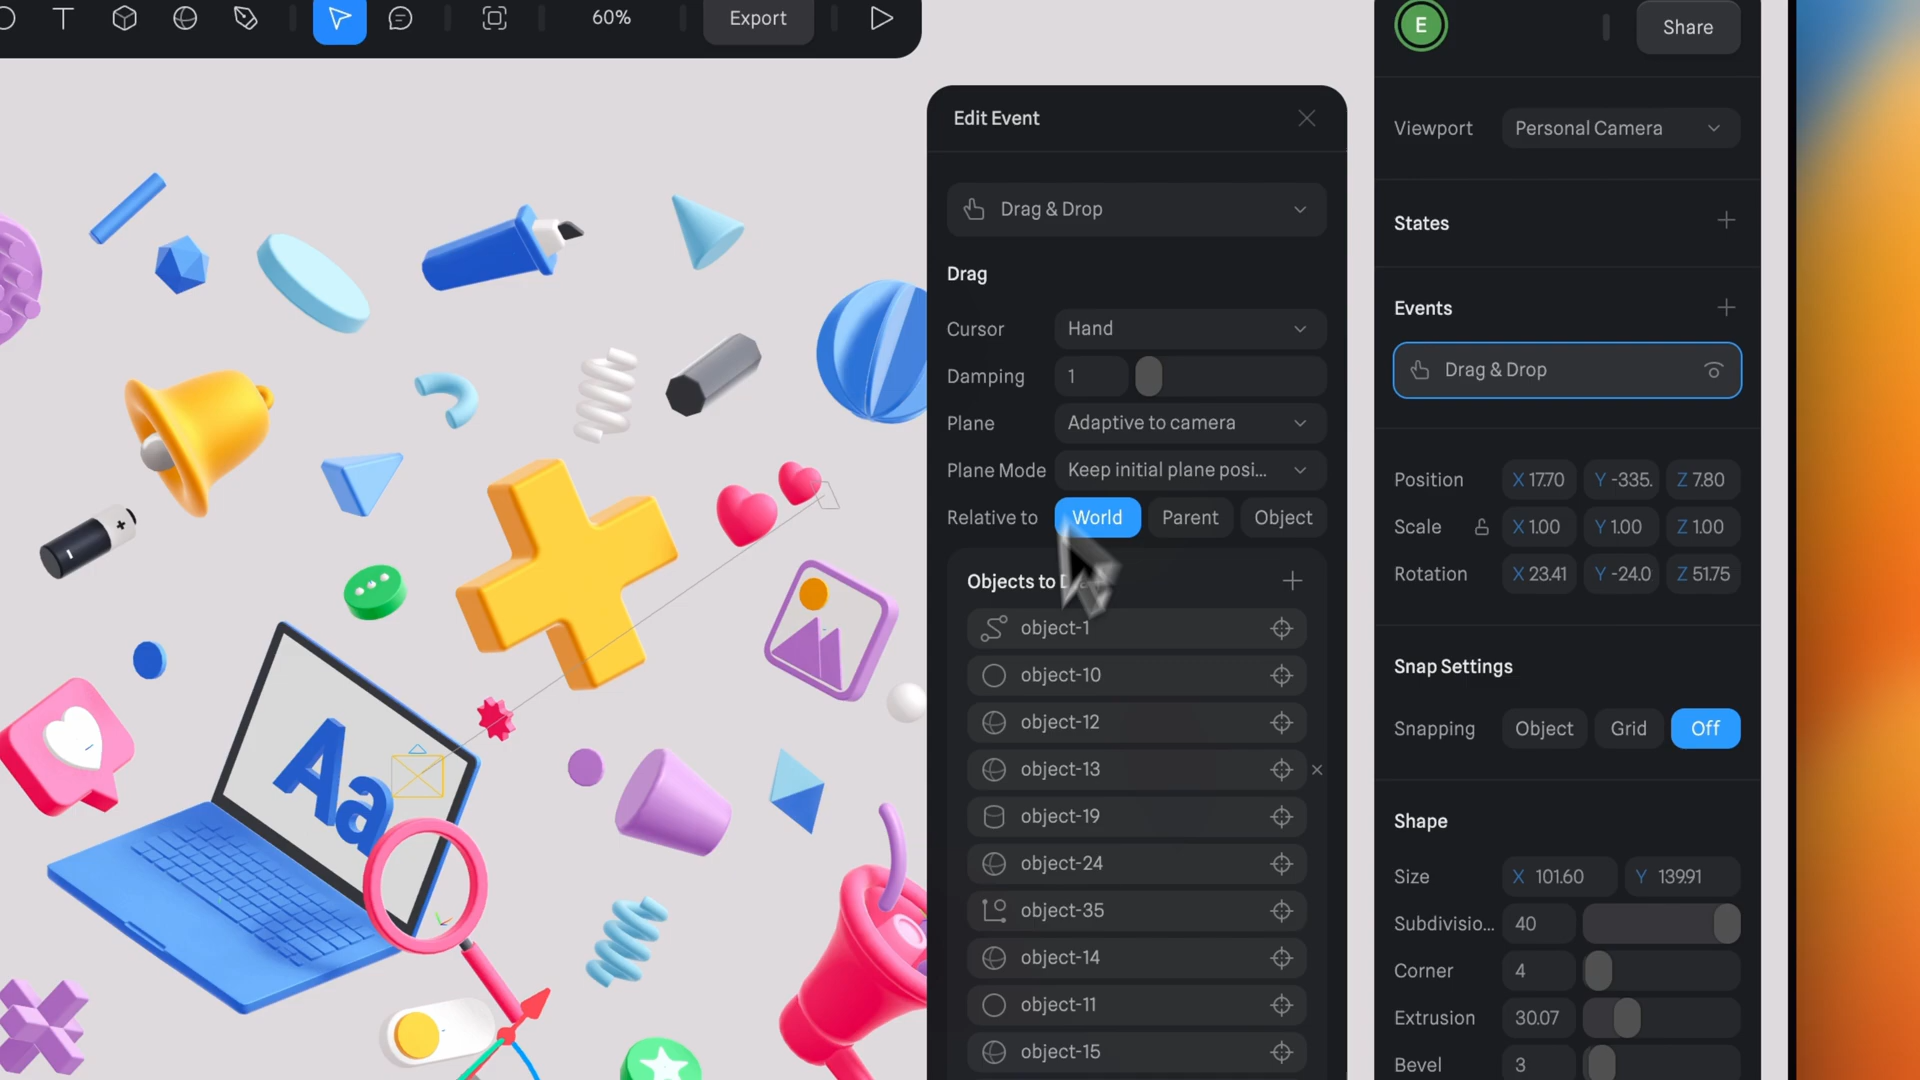 60%
Export
E
Share
Edit Event
Drag & Drop
Drag
Cursor Hand
Damping 1
Plane Adaptive to camera
Plane Mode Keep initial plane posi...
Relative to World Parent Object
Objects to
object-1
object-10
object-12
object-13
object-19
object-24
object-35
object-14
object-11
object-15
Viewport Personal Camera
States
Events
Drag & Drop
Position X 17.70 Y -335. Z 7.80
Scale X 1.00 Y 1.00 Z 1.00
Rotation X 23.41 Y -24.0 Z 51.75
Snap Settings
Snapping Object Grid Off
Shape
Size X 101.60 Y 139.91
Subdivisio... 40
Corner 4
Extrusion 30.07
Bevel 3
Aa